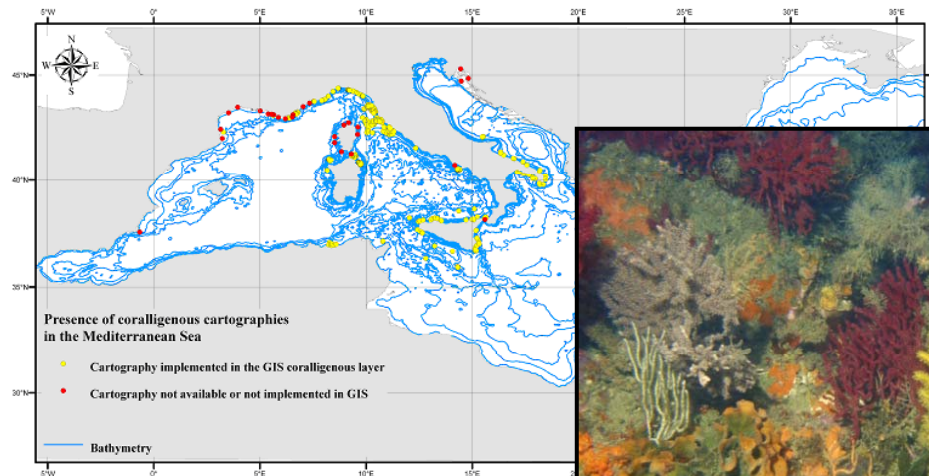 5°W 0° 5°E 10°E 15°E 20°E 25°E 30°E 35°E
N
W E
S
45°N 45°N
40°N
35°N
30°N
Presence of coralligenous cartographies
in the Mediterranean Sea
Cartography implemented in the GIS coralligenous layer
Cartography not available or not implemented in GIS
Bathymetry
5°W 0° 5°E 10°E 15°E 20